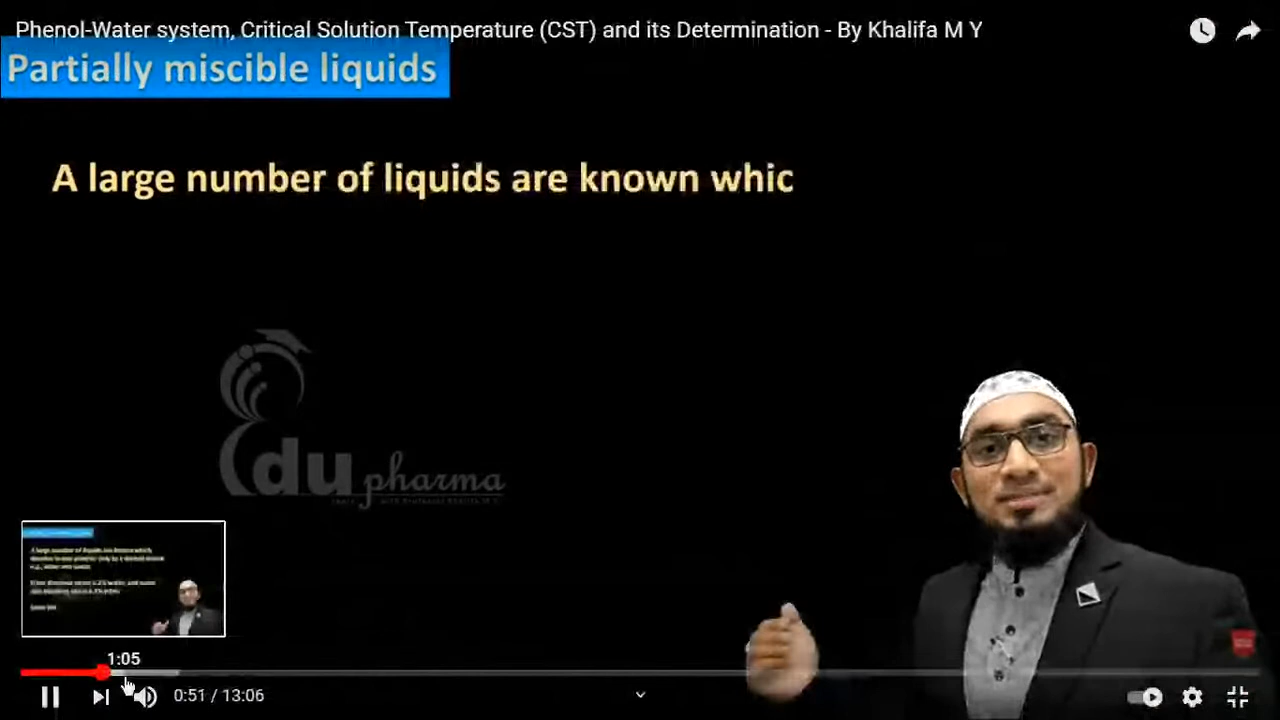 Phenol-Water system, Critical Solution Temperature (CST) and its Determination - By Khalifa M Y
Partially miscible liquids
A large number of liquids are known whic
Edu pharma
1:05
0:51 / 13:06